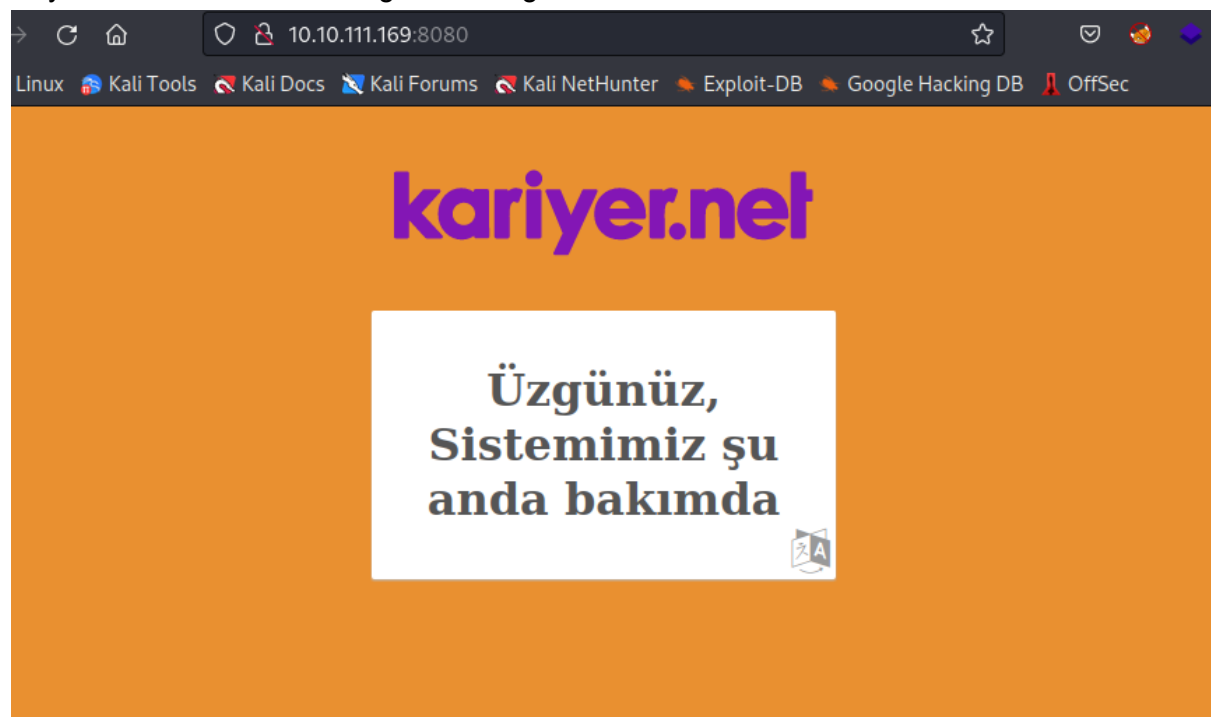 10.10.111.169:8080
Linux Kali Tools Kali Docs Kali Forums Kali NetHunter Exploit-DB Google Hacking DB OffSec
kariyer.net
Üzgünüz,
Sistemimiz şu
anda bakımda